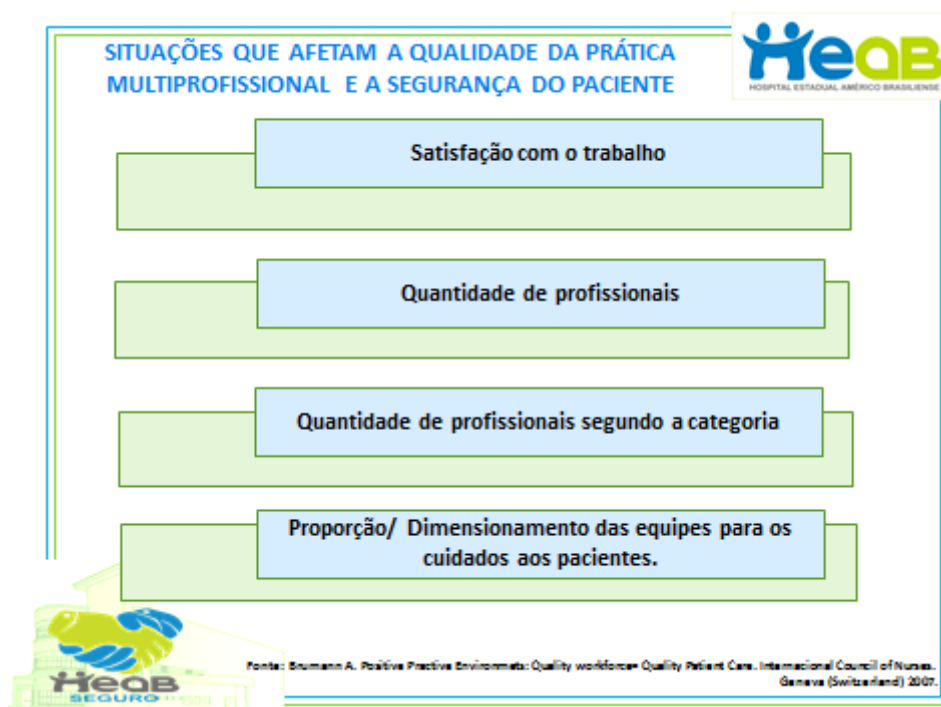 SITUAÇÕES QUE AFETAM A QUALIDADE DA PRÁTICA
MULTIPROFISSIONAL E A SEGURANÇA DO PACIENTE
HeaB
HOSPITAL ESTADUAL AMÉRICO BRASILIENSE
Satisfação com o trabalho
Quantidade de profissionais
Quantidade de profissionais segundo a categoria
Proporção/ Dimensionamento das equipes para os
cuidados aos pacientes.
HeaB
SEGURO
Fonte: Brumann A. Positive Practive Environmets: Quality workforce= Quality Patient Care. Internacional Council of Nurses.
Geneva (Switzerland) 2007.